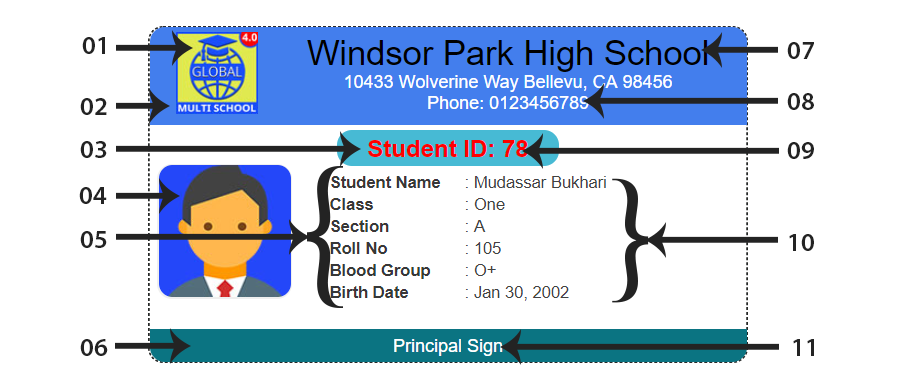 01
4.0
GLOBAL
MULTI SCHOOL
Windsor Park High School
07
10433 Wolverine Way Bellevu, CA 98456
02
Phone: 0123456789
08
03
Student ID: 78
09
04
Student Name : Mudassar Bukhari
Class : One
Section : A
05
10
Roll No : 105
Blood Group : O+
Birth Date : Jan 30, 2002
06
Principal Sign
11